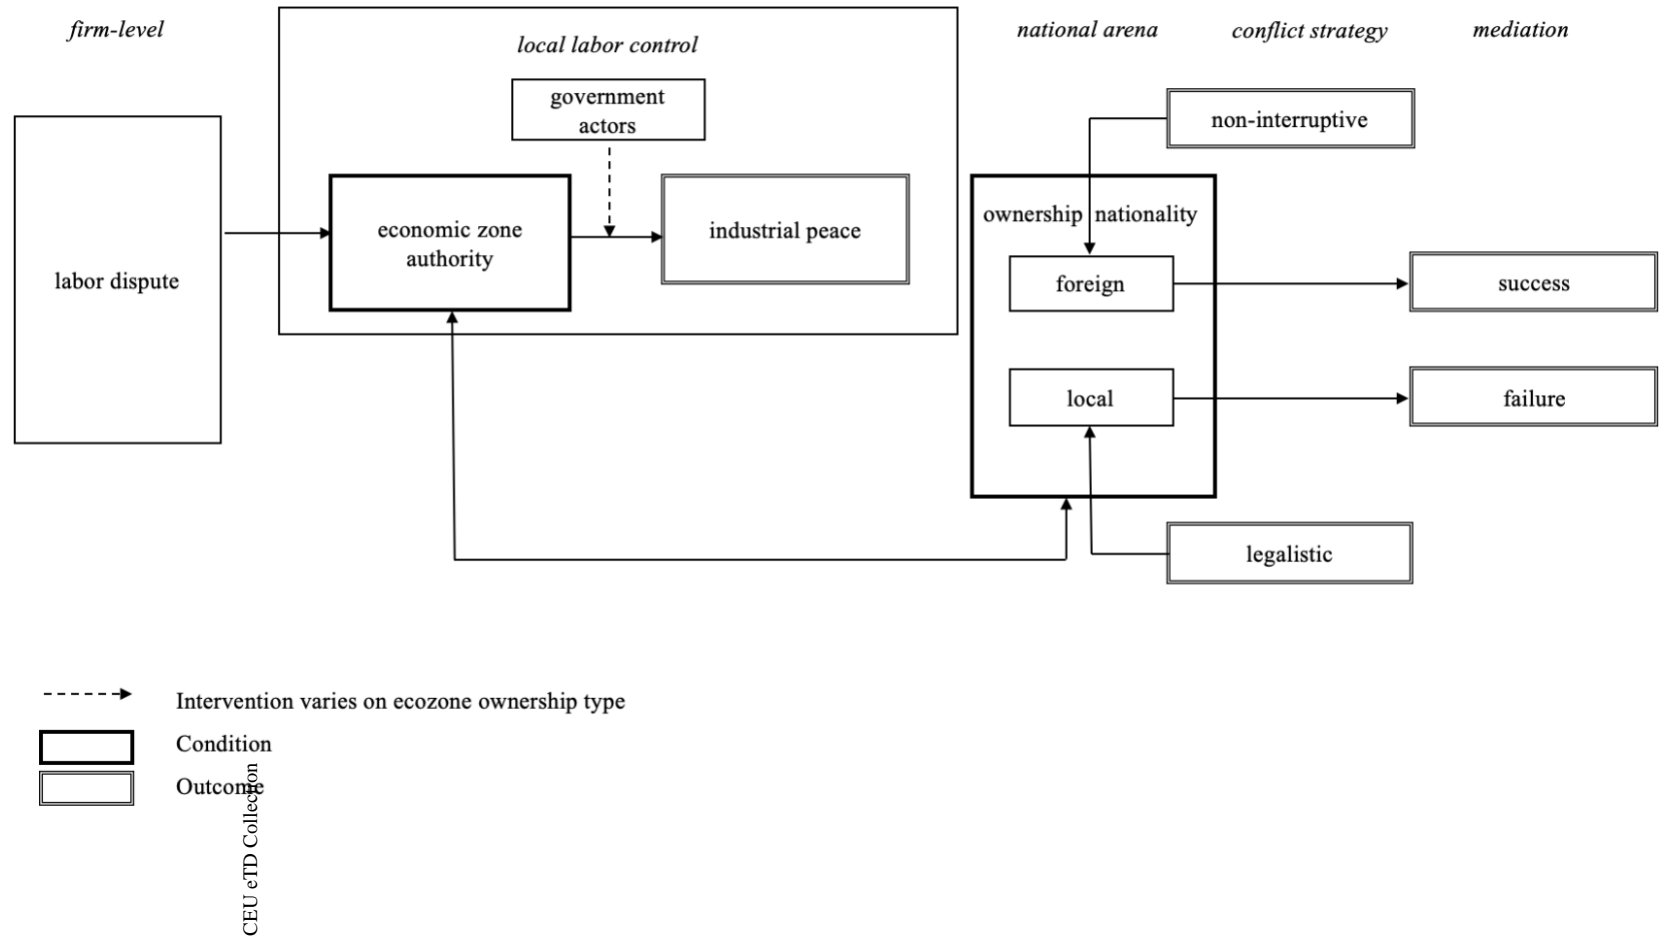 firm-level
local labor control
national arena
conflict strategy
mediation
government
actors
non-interruptive
labor dispute
economic zone
authority
industrial peace
ownership nationality
foreign
success
local
failure
legalistic
Intervention varies on ecozone ownership type
Condition
Outcome
CEU eTD Collection